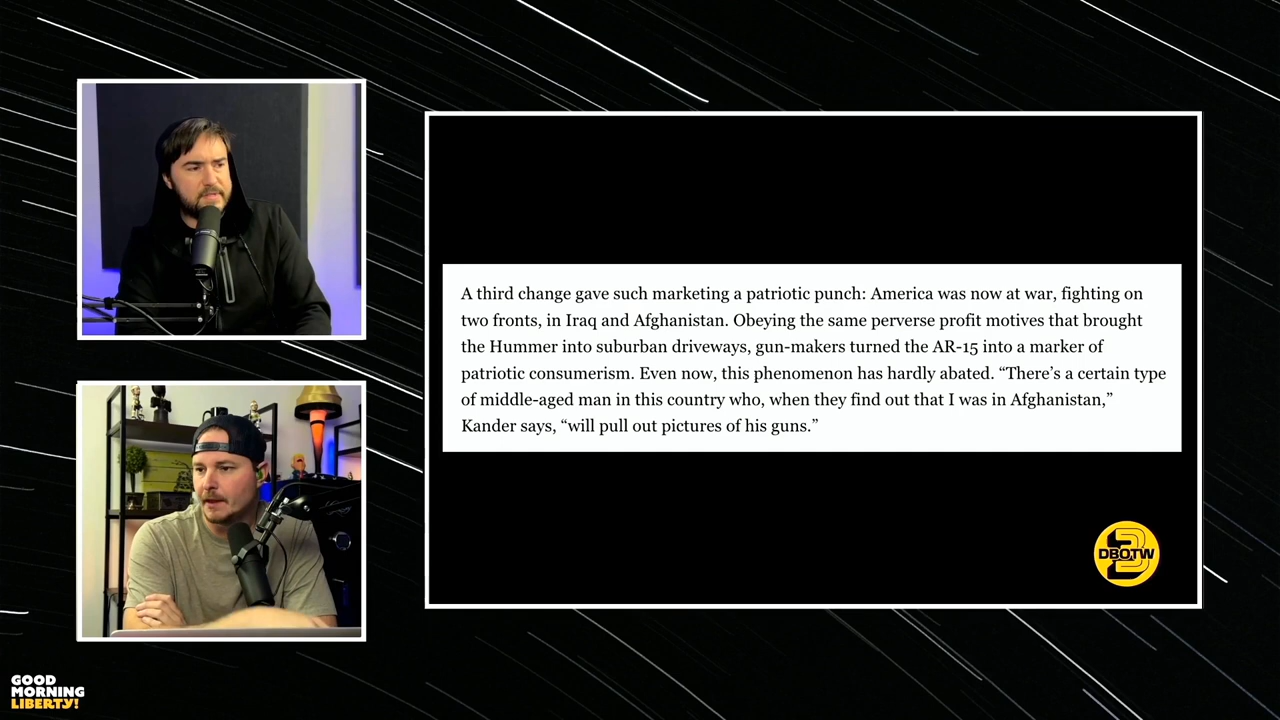 A third change gave such marketing a patriotic punch: America was now at war, fighting on
two fronts, in Iraq and Afghanistan. Obeying the same perverse profit motives that brought
the Hummer into suburban driveways, gun-makers turned the AR-15 into a marker of
patriotic consumerism. Even now, this phenomenon has hardly abated. “There’s a certain type
of middle-aged man in this country who, when they find out that I was in Afghanistan,”
Kander says, “will pull out pictures of his guns.”
DBOTW
GOOD
MORNING
LIBERTY!